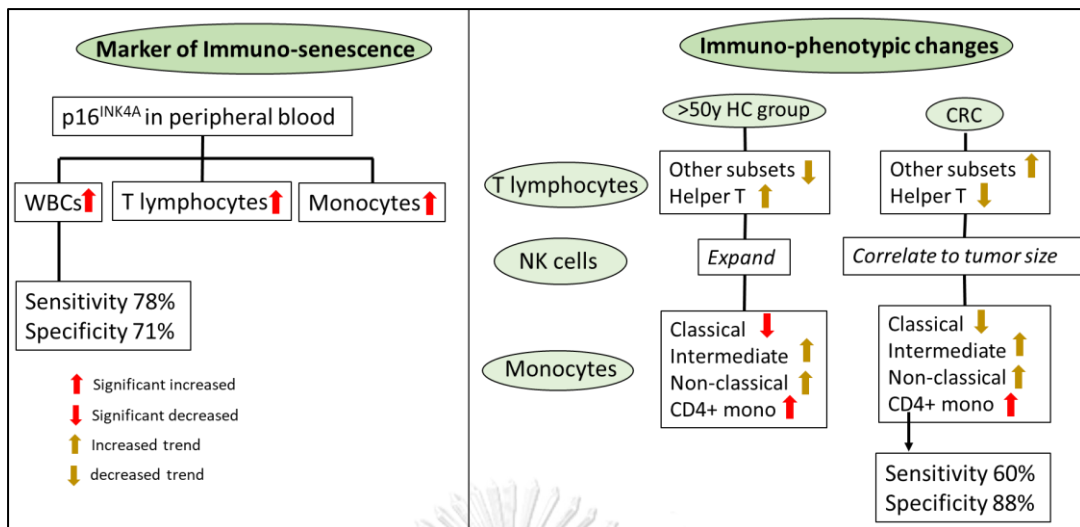 Marker of Immuno-senescence
p16^INK4A in peripheral blood
WBCs
T lymphocytes
Monocytes
Sensitivity 78%
Specificity 71%
Significant increased
Significant decreased
Increased trend
decreased trend
Immuno-phenotypic changes
>50y HC group
CRC
T lymphocytes
Other subsets
Helper T
Other subsets
Helper T
NK cells
Expand
Correlate to tumor size
Monocytes
Classical
Intermediate
Non-classical
CD4+ mono
Classical
Intermediate
Non-classical
CD4+ mono
Sensitivity 60%
Specificity 88%